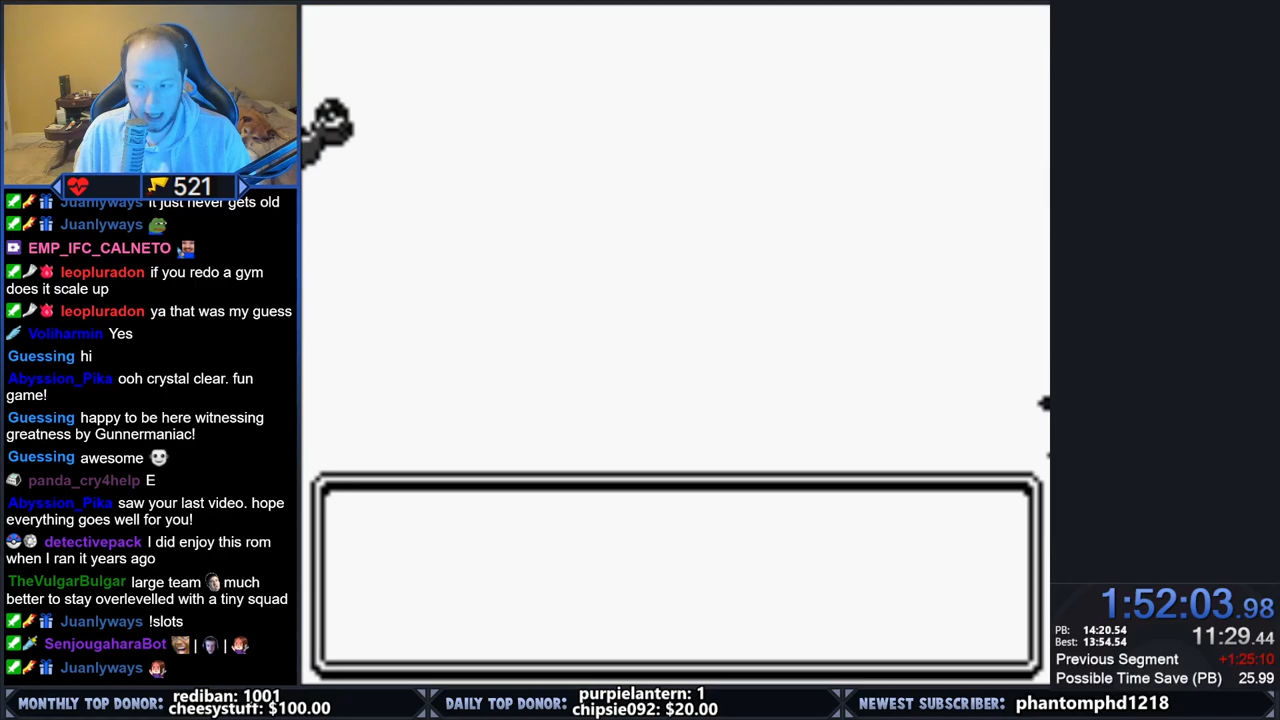 521
Juanlyways it just never gets old
Juanlyways
EMP_IFC_CALNETO
leopluradon if you redo a gym
does it scale up
leopluradon ya that was my guess
Voliharmin Yes
Guessing hi
Abyssion_Pika ooh crystal clear. fun
game!
Guessing happy to be here witnessing
greatness by Gunnermaniac!
Guessing awesome
panda_cry4help E
Abyssion_Pika saw your last video. hope
everything goes well for you!
detectivepack I did enjoy this rom
when I ran it years ago
TheVulgarBulgar large team much
better to stay overlevelled with a tiny squad
Juanlyways !slots
SenjougaharaBot | |
Juanlyways
1:52:03.98
PB: 14:20.54
Best: 13:54.54
11:29.44
Previous Segment +1:25:10
Possible Time Save (PB) 25.99
MONTHLY TOP DONOR: rediban: 1001
cheesystuff: $100.00
DAILY TOP DONOR: purpielantern: 1
chipsie092: $20.00
NEWEST SUBSCRIBER: phantomphd1218